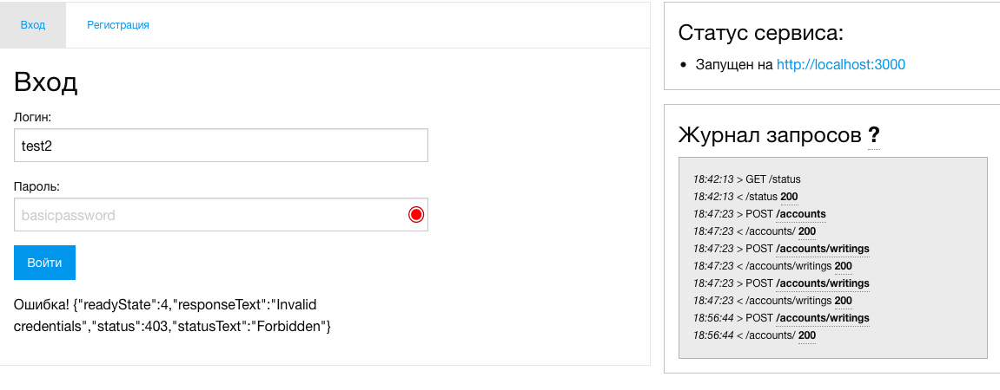 Вход
Регистрация
Вход
Логин:
test2
Пароль:
basicpassword
Войти
Ошибка! {"readyState":4,"responseText":"Invalid
credentials","status":403,"statusText":"Forbidden"}
Статус сервиса:
Запущен на http://localhost:3000
Журнал запросов ?
18:42:13 > GET /status
18:42:13 < /status 200
18:47:23 > POST /accounts
18:47:23 < /accounts/ 200
18:47:23 > POST /accounts/writings
18:47:23 < /accounts/writings 200
18:47:23 > POST /accounts/writings
18:47:23 < /accounts/writings 200
18:56:44 > POST /accounts/writings
18:56:44 < /accounts/ 200